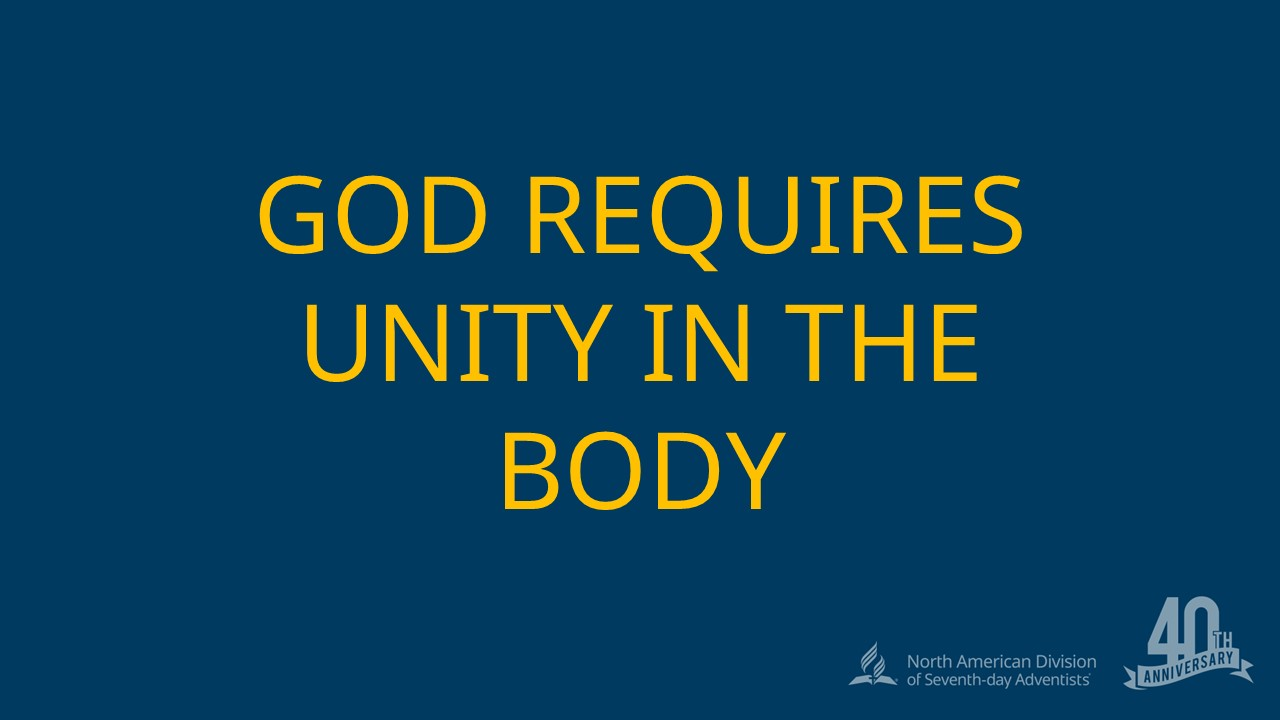 GOD REQUIRES
UNITY IN THE
BODY
North American Division
of Seventh-day Adventists
40TH
ANNIVERSARY